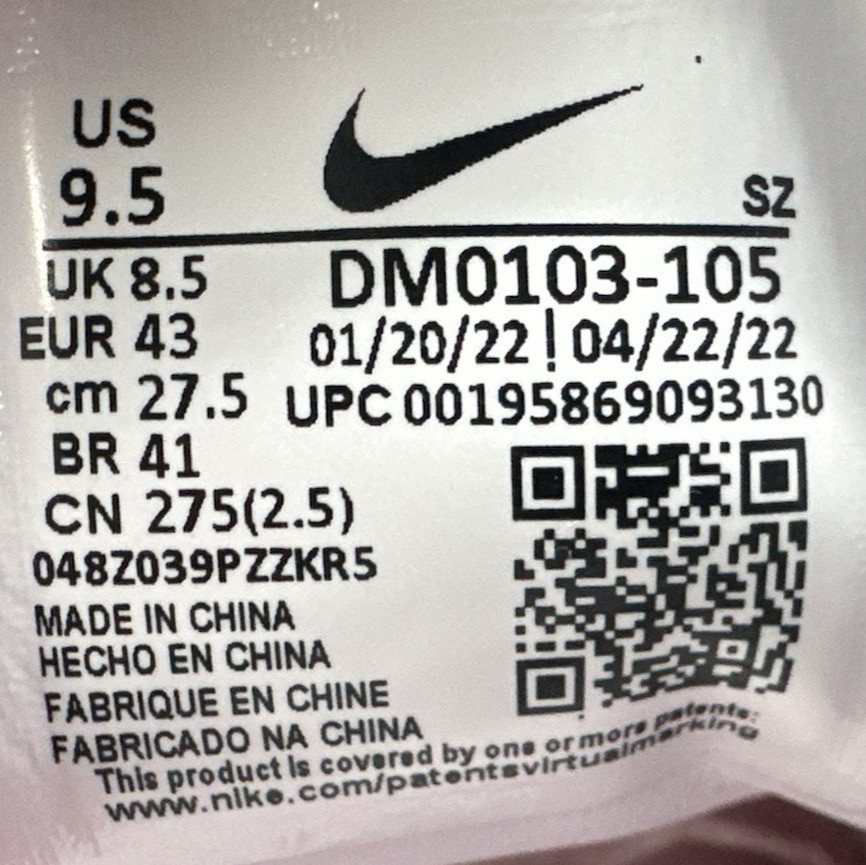 US
9.5
SZ
UK 8.5
DM0103-105
EUR 43
01/20/22 | 04/22/22
cm 27.5
UPC 00195869093130
BR 41
CN 275(2.5)
048Z039PZZKR5
MADE IN CHINA
HECHO EN CHINA
FABRIQUE EN CHINE
FABRICADO NA CHINA
This product is covered by one or more patents:
www.nike.com/patentsvirtualmarking